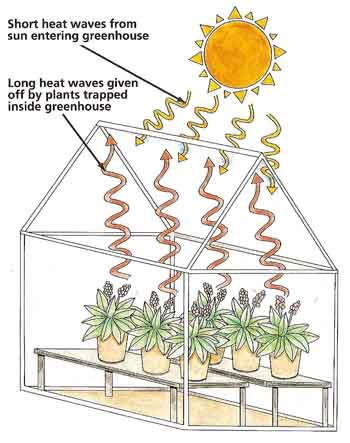 Short heat waves from
sun entering greenhouse
Long heat waves given
off by plants trapped
inside greenhouse